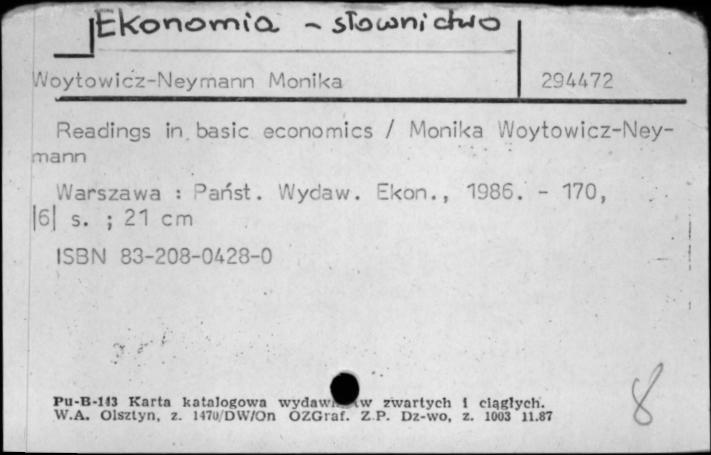 Ekonomia - słownictwo
Woytowicz-Neymann Monika 294472
Readings in basic economics / Monika Woytowicz-Ney-
mann
Warszawa : Państ. Wydaw. Ekon., 1986. - 170,
|6| s. ; 21 cm
ISBN 83-208-0428-0
8
Pu-B-113 Karta katalogowa wydaw w zwartych i ciągłych.
W.A. Olsztyn, z. 1470/DW/On OZGraf. Z.P. Dz-wo, z. 1003 11.87